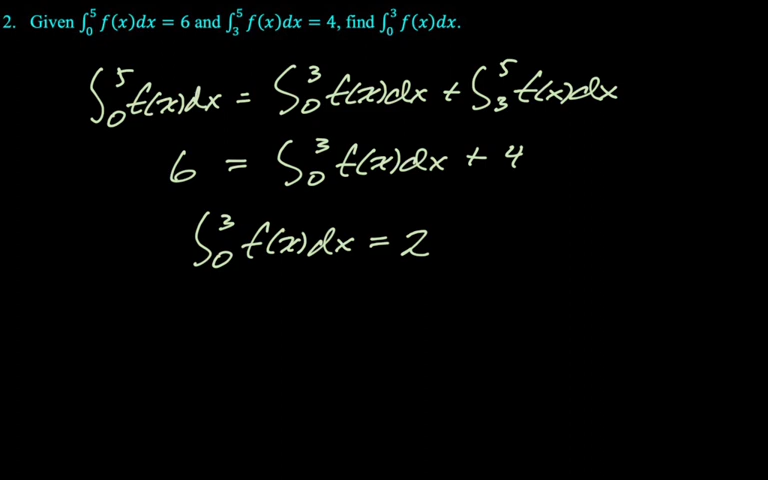 2. Given ∫₀⁵ f(x)dx = 6 and ∫₃⁵ f(x)dx = 4, find ∫₀³ f(x)dx.
∫₀⁵ f(x)dx = ∫₀³ f(x)dx + ∫₃⁵ f(x)dx
6 = ∫₀³ f(x)dx + 4
∫₀³ f(x)dx = 2